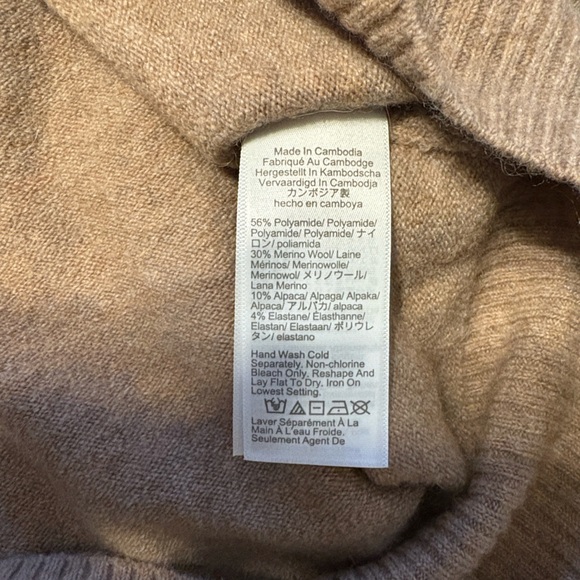 Made In Cambodia
Fabriqué Au Cambodge
Hergestellt In Kambodscha
Vervaardigd In Cambodja
カンボジア製
hecho en camboya
56% Polyamide/ Polyamide/
Polyamide/ Polyamide/ ナイ
ロン/ poliamida
30% Merino Wool/ Laine
Mérinos/ Merinowolle/
Merinowol/ メリノウール/
Lana Merino
10% Alpaca/ Alpaga/ Alpaka/
Alpaca/ アルパカ/ alpaca
4% Elastane/ Élasthanne/
Elastan/ Elastaan/ ポリウレ
タン/ elastano
Hand Wash Cold
Separately. Non-chlorine
Bleach Only. Reshape And
Lay Flat To Dry. Iron On
Lowest Setting.
Laver Séparément À La
Main À L'eau Froide.
Seulement Agent De